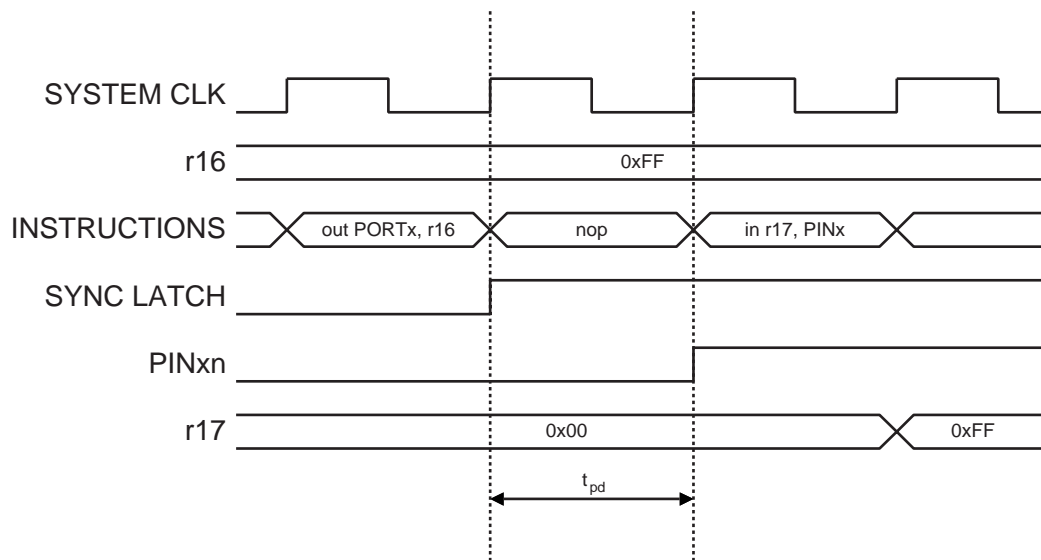 SYSTEM CLK
r16
0xFF
INSTRUCTIONS
out PORTx, r16
nop
in r17, PINx
SYNC LATCH
PINxn
r17
0x00
0xFF
tpd